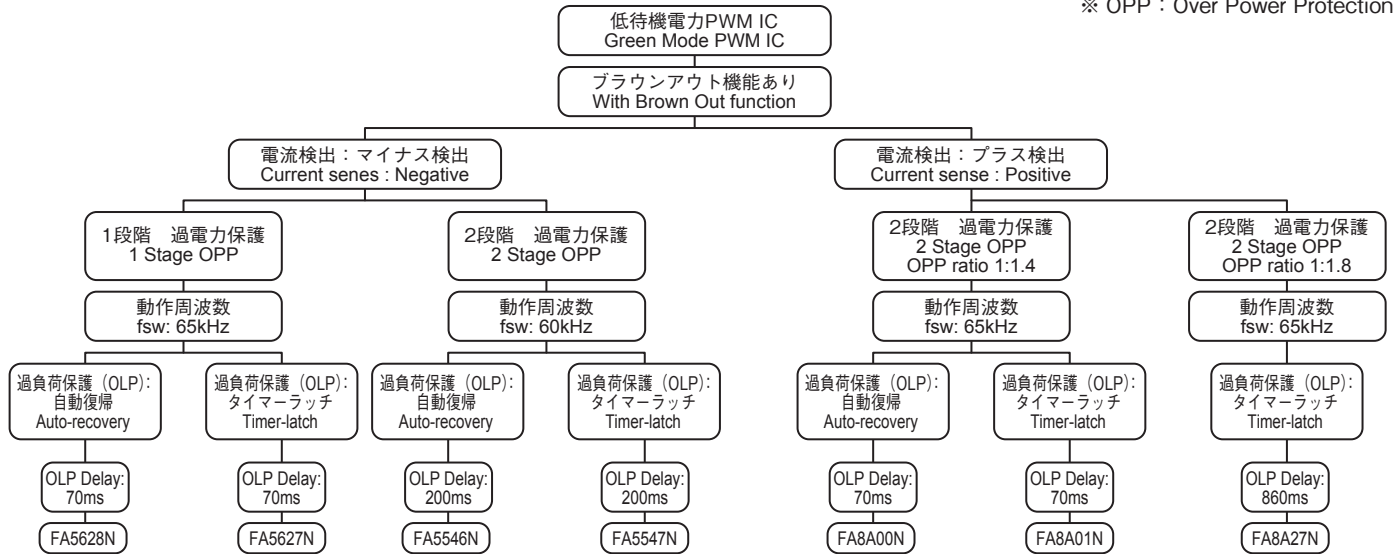 ※ OPP：Over Power Protection
低待機電力PWM IC
Green Mode PWM IC
ブラウンアウト機能あり
With Brown Out function
電流検出：マイナス検出
Current senes : Negative
電流検出：プラス検出
Current sense : Positive
1段階　過電力保護
1 Stage OPP
2段階　過電力保護
2 Stage OPP
2段階　過電力保護
2 Stage OPP
OPP ratio 1:1.4
2段階　過電力保護
2 Stage OPP
OPP ratio 1:1.8
動作周波数
fsw: 65kHz
動作周波数
fsw: 60kHz
動作周波数
fsw: 65kHz
動作周波数
fsw: 65kHz
過負荷保護（OLP）：
自動復帰
Auto-recovery
過負荷保護（OLP）：
タイマーラッチ
Timer-latch
過負荷保護（OLP）：
自動復帰
Auto-recovery
過負荷保護（OLP）：
タイマーラッチ
Timer-latch
過負荷保護（OLP）：
自動復帰
Auto-recovery
過負荷保護（OLP）：
タイマーラッチ
Timer-latch
過負荷保護（OLP）：
タイマーラッチ
Timer-latch
OLP Delay:
70ms
OLP Delay:
70ms
OLP Delay:
200ms
OLP Delay:
200ms
OLP Delay:
70ms
OLP Delay:
70ms
OLP Delay:
860ms
FA5628N
FA5627N
FA5546N
FA5547N
FA8A00N
FA8A01N
FA8A27N